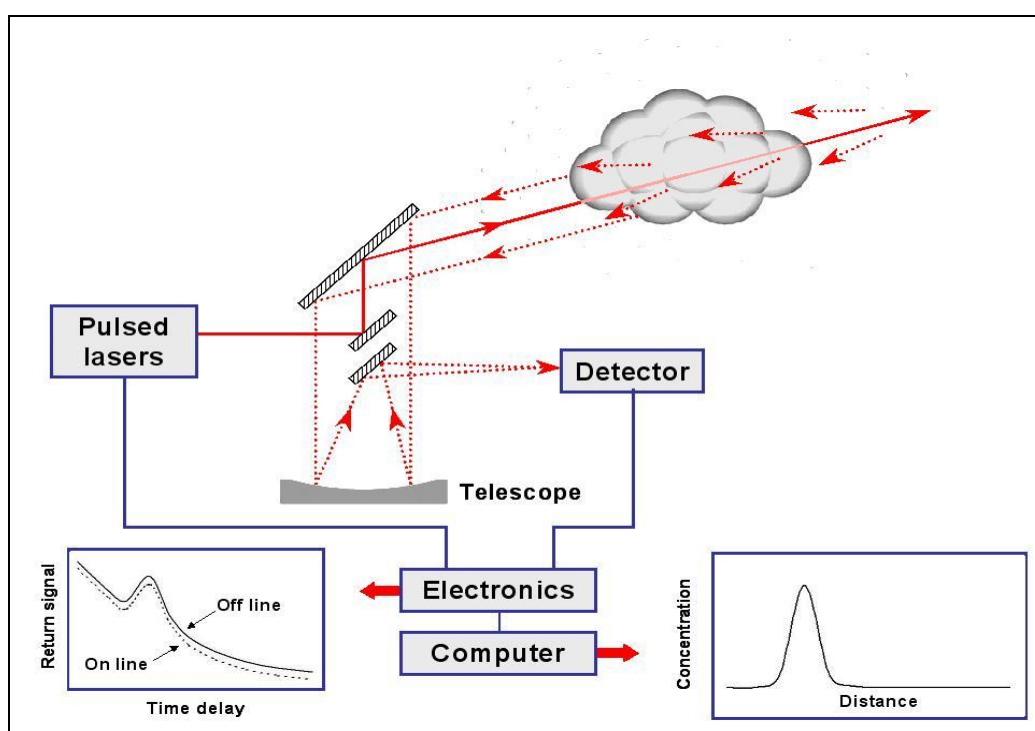 Pulsed
lasers
Detector
Telescope
Electronics
Computer
Return signal
Off line
On line
Time delay
Concentration
Distance